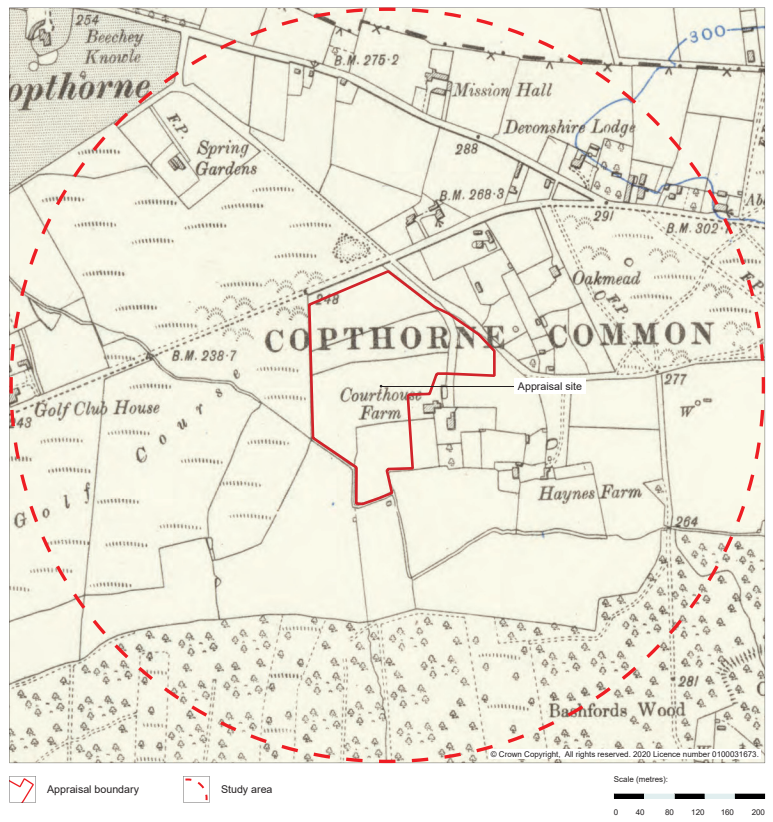 254
Beechey
Knowle
opthorne
B.M. 275·2
300
Mission Hall
F.P.
Spring
Gardens
Devonshire Lodge
288
B.M. 268·3
291
B.M. 302·
Ab
F.P.
Oakmead
F.P.
248
COPTHORNE COMMON
B.M. 238·7
277
Appraisal site
Courthouse
Farm
Golf Club House
43
W
Golf Course
Haynes Farm
264
281
C
Bashfords Wood
W
© Crown Copyright, All rights reserved. 2020 Licence number 0100031673.
Appraisal boundary
Study area
Scale (metres):
0 40 80 120 160 200